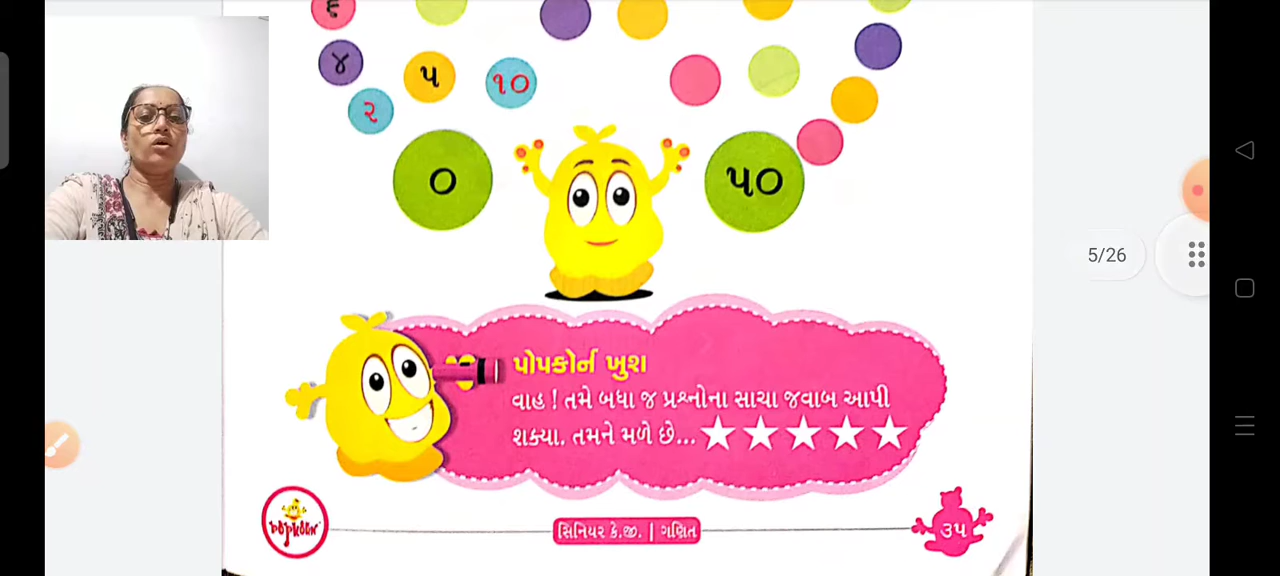 ૬
૪
૫
૧૦
૨
૦
૫૦
પોપકોર્ન ખુશ
વાહ ! તમે બધા જ પ્રશ્નોના સાચા જવાબ આપી
શક્યા. તમને મળે છે...
સિનિયર કે.જી. | ગણિત
૩૫
5/26